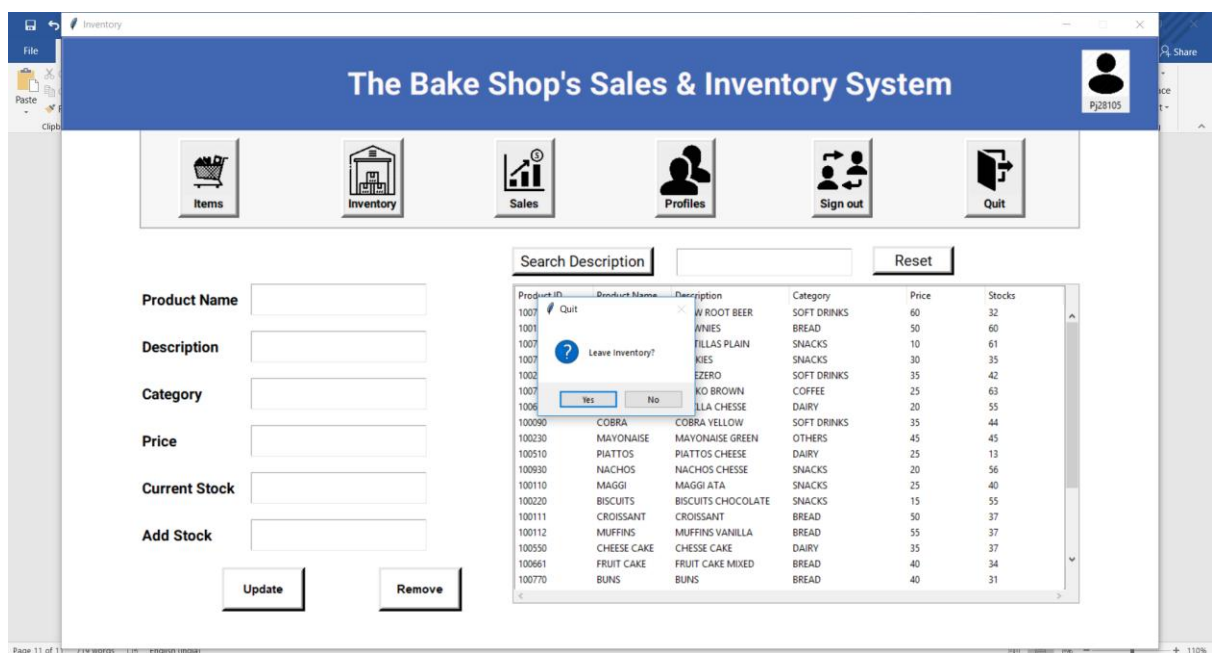 Inventory
File
Share
The Bake Shop's Sales & Inventory System
Paste
Pj28105
Items
Inventory
Sales
Profiles
Sign out
Quit
Search Description
Reset
Product Name
Description
Category
Price
Current Stock
Add Stock
Update
Remove
Product ID Product Name Description Category Price Stocks
ROOT BEER SOFT DRINKS 60 32
BREAD 50 60
PLAIN SNACKS 10 61
SNACKS 30 35
SOFT DRINKS 35 42
BROWN COFFEE 25 63
CHESSE DAIRY 20 55
100090 COBRA COBRA YELLOW SOFT DRINKS 35 44
100230 MAYONAISE MAYONAISE GREEN OTHERS 45 45
100510 PIATTOS PIATTOS CHEESE DAIRY 25 13
100930 NACHOS NACHOS CHESSE SNACKS 20 56
100110 MAGGI MAGGI ATA SNACKS 25 40
100220 BISCUITS BISCUITS CHOCOLATE SNACKS 15 55
100111 CROISSANT CROISSANT BREAD 50 37
100112 MUFFINS MUFFINS VANILLA BREAD 55 37
100550 CHEESE CAKE CHESSE CAKE DAIRY 35 37
100661 FRUIT CAKE FRUIT CAKE MIXED BREAD 40 34
100770 BUNS BUNS BREAD 40 31
Quit
Leave Inventory?
Yes No
110%